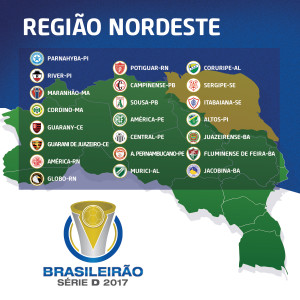 REGIÃO NORDESTE
PARNAHYBA-PI
RIVER-PI
MARANHÃO-MA
CORDINO-MA
GUARANY-CE
GUARANI DE JUAZEIRO-CE
AMÉRICA-RN
GLOBO-RN
POTIGUAR-RN
CAMPINENSE-PB
SOUSA-PB
AMÉRICA-PE
CENTRAL-PE
A. PERNAMBUCANO-PE
MURICI-AL
CORURIPE-AL
SERGIPE-SE
ITABAIANA-SE
ALTOS-PI
JUAZEIRENSE-BA
FLUMINENSE DE FEIRA-BA
JACOBINA-BA
BRASILEIRÃO
SÉRIE D 2017